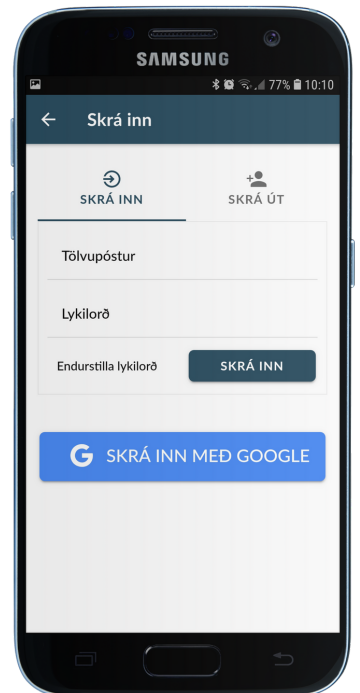 SAMSUNG
77% 10:10
Skrá inn
SKRÁ INN SKRÁ ÚT
Tölvupóstur
Lykilorð
Endurstilla lykilorð SKRÁ INN
G SKRÁ INN MEÐ GOOGLE